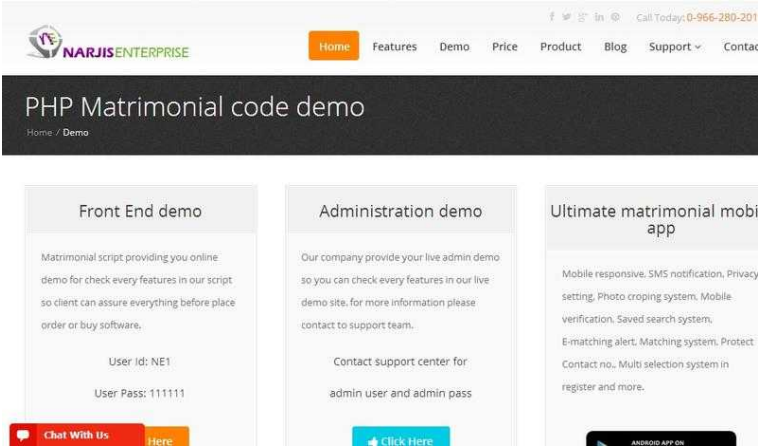 Call Today: 0-966-280-201
NARJIS ENTERPRISE
Home Features Demo Price Product Blog Support Contac
PHP Matrimonial code demo
Home / Demo
Front End demo
Matrimonial script providing you online
demo for check every features in our script
so client can assure everything before place
order or buy software.
User Id: NE1
User Pass: 111111
Chat With Us
Here
Administration demo
Our company provide your live admin demo
so you can check every features in our live
demo site. for more information please
contact to support team.
Contact support center for
admin user and admin pass
Click Here
Ultimate matrimonial mobi
app
Mobile responsive, SMS notification, Privacy
setting, Photo croping system, Mobile
verification, Saved search system,
E-matching alert, Matching system, Protect
Contact no., Multi selection system in
register and more.
ANDROID APP ON